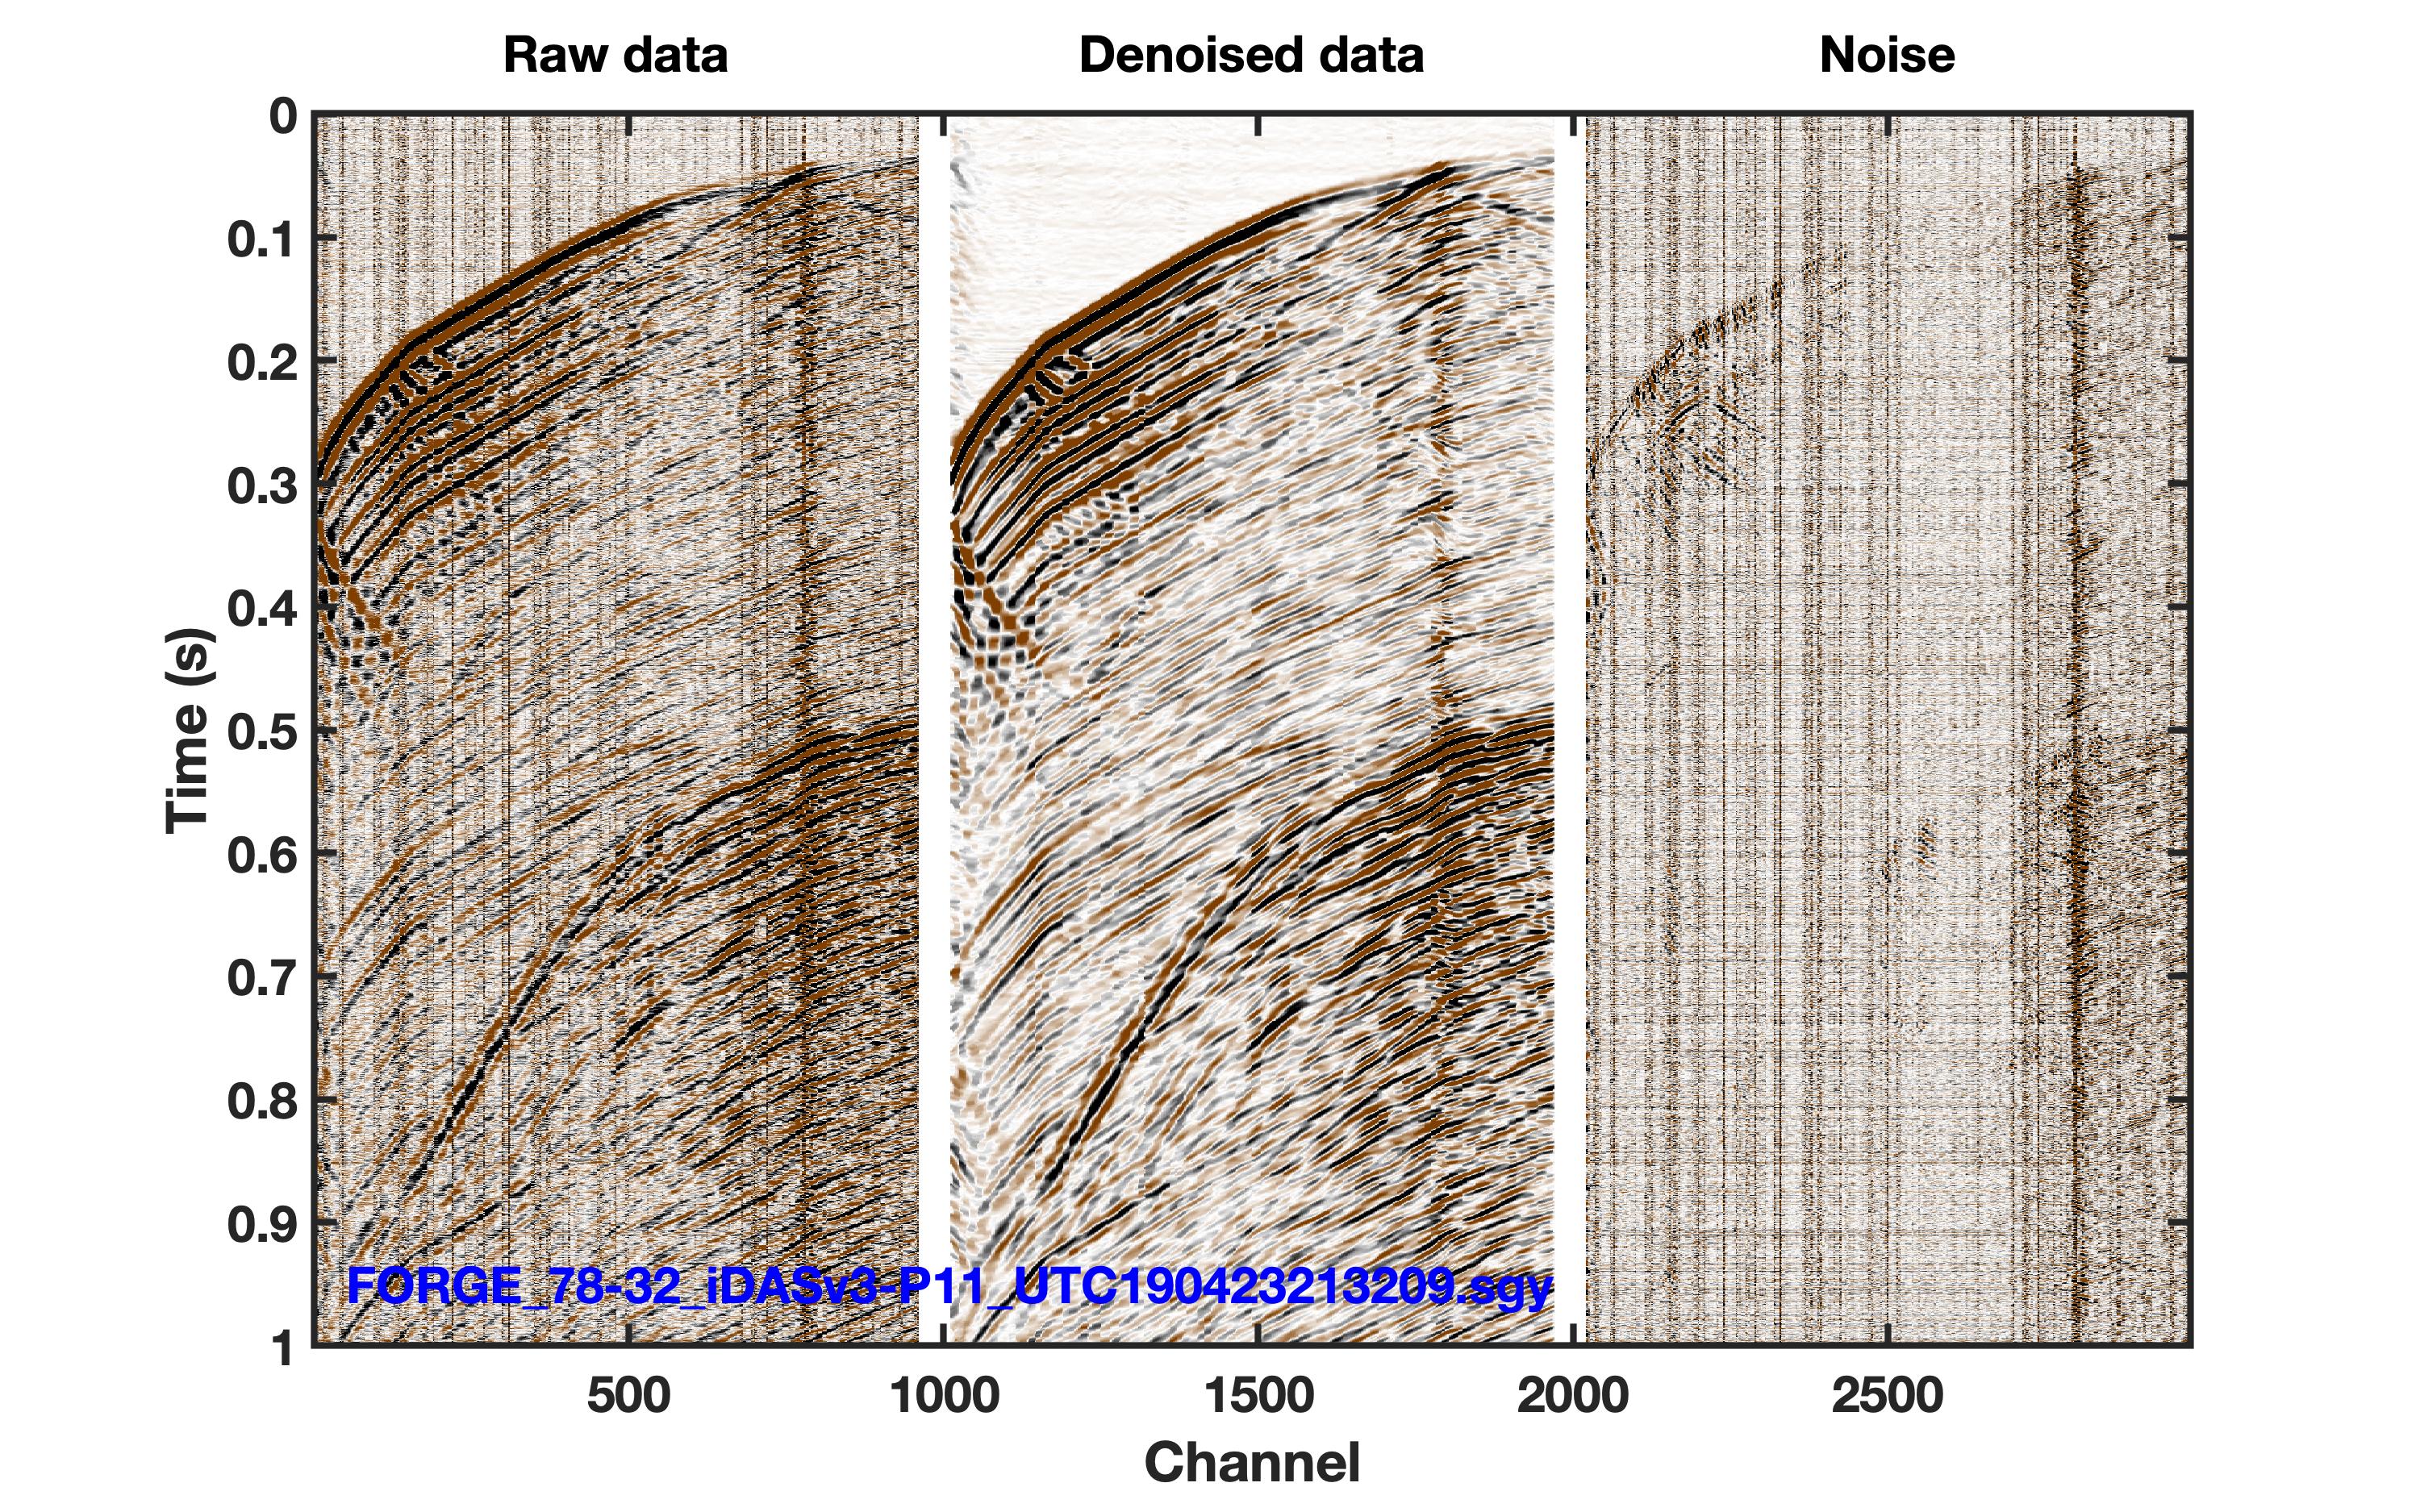 Raw data Denoised data Noise
0
0.1
0.2
0.3
0.4
0.5
0.6
0.7
0.8
0.9
1
Time (s)
FORGE_78-32_iDASv3-P11_UTC190423213209.sgy
500 1000 1500 2000 2500
Channel